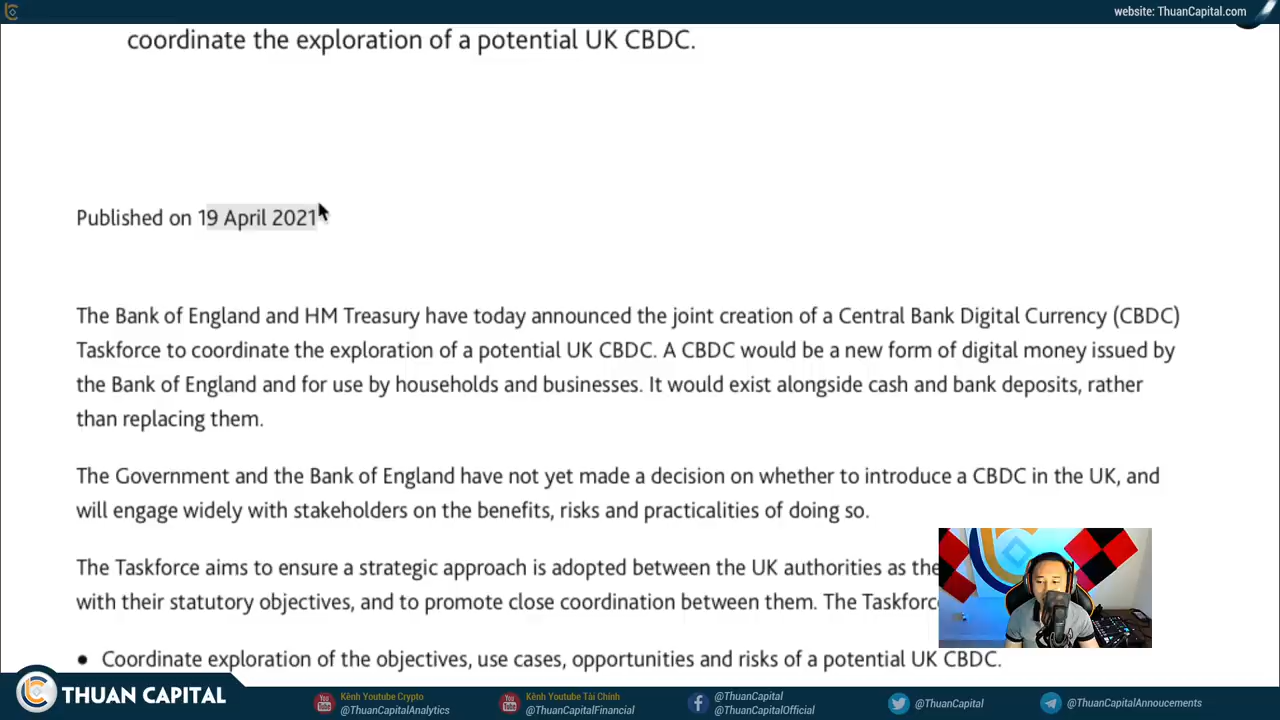 website: ThuanCapital.com
coordinate the exploration of a potential UK CBDC.
Published on 19 April 2021
The Bank of England and HM Treasury have today announced the joint creation of a Central Bank Digital Currency (CBDC)
Taskforce to coordinate the exploration of a potential UK CBDC. A CBDC would be a new form of digital money issued by
the Bank of England and for use by households and businesses. It would exist alongside cash and bank deposits, rather
than replacing them.
The Government and the Bank of England have not yet made a decision on whether to introduce a CBDC in the UK, and
will engage widely with stakeholders on the benefits, risks and practicalities of doing so.
The Taskforce aims to ensure a strategic approach is adopted between the UK authorities as the
with their statutory objectives, and to promote close coordination between them. The Taskforce
• Coordinate exploration of the objectives, use cases, opportunities and risks of a potential UK CBDC.
THUAN CAPITAL
Kênh Youtube Crypto
@ThuanCapitalAnalytics
Kênh Youtube Tài Chính
@ThuanCapitalFinancial
@ThuanCapital
@ThuanCapitalOfficial
@ThuanCapital
@ThuanCapitalAnnoucements